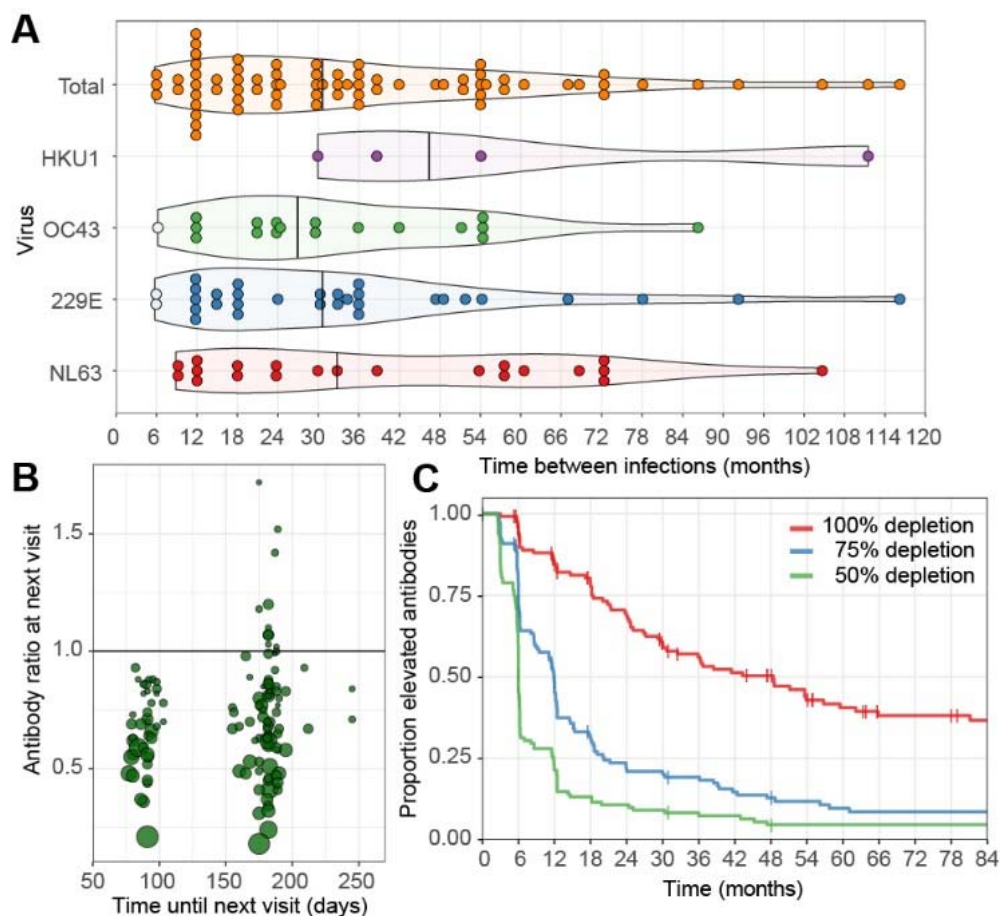 A
Virus
Total
HKU1
OC43
229E
NL63
0 6 12 18 24 30 36 42 48 54 60 66 72 78 84 90 96 102 108 114 120
Time between infections (months)
B
Antibody ratio at next visit
1.5
1.0
0.5
50 100 150 200 250
Time until next visit (days)
C
Proportion elevated antibodies
1.00
0.75
0.50
0.25
0.00
100% depletion
75% depletion
50% depletion
0 6 12 18 24 30 36 42 48 54 60 66 72 78 84
Time (months)